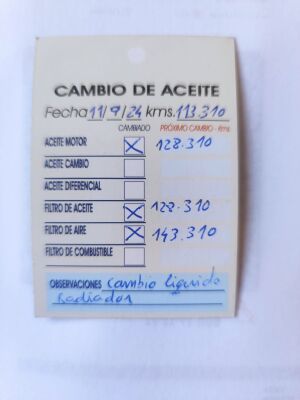 CAMBIO DE ACEITE
Fecha 11/9/24 kms. 113.310
CAMBIADO PRÓXIMO CAMBIO - Kms
ACEITE MOTOR X 128.310
ACEITE CAMBIO
ACEITE DIFERENCIAL
FILTRO DE ACEITE X 128.310
FILTRO DE AIRE X 143.310
FILTRO DE COMBUSTIBLE
OBSERVACIONES Cambio liquido
Radiador